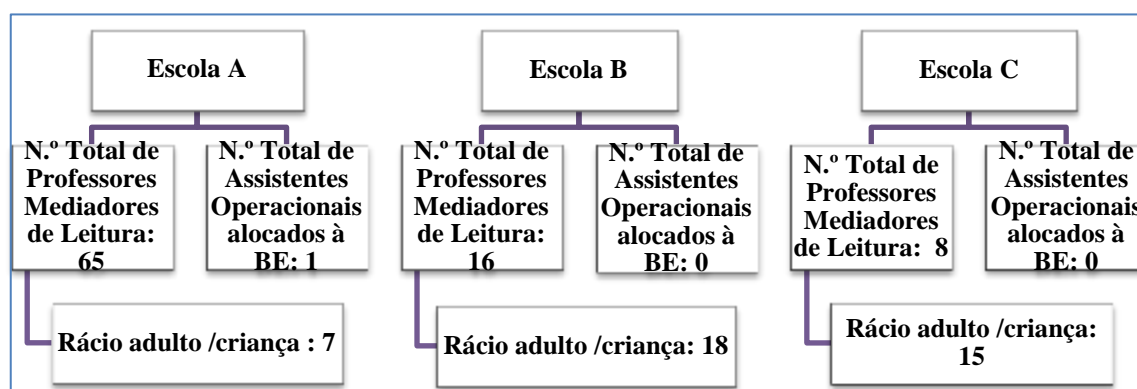 Escola A
Escola B
Escola C
N.º Total de
Professores
Mediadores
de Leitura:
65
N.º Total de
Assistentes
Operacionais
alocados à
BE: 1
N.º Total de
Professores
Mediadores
de Leitura:
16
N.º Total de
Assistentes
Operacionais
alocados à
BE: 0
N.º Total de
Professores
Mediadores
de Leitura: 8
N.º Total de
Assistentes
Operacionais
alocados à
BE: 0
Rácio adulto /criança : 7
Rácio adulto /criança: 18
Rácio adulto /criança:
15